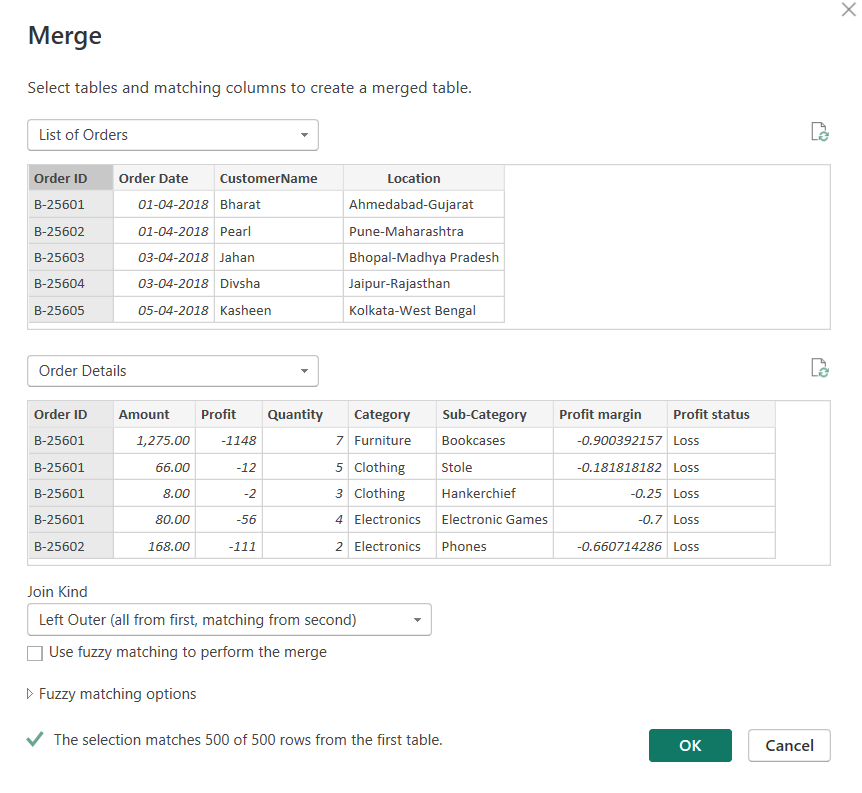 Merge
Select tables and matching columns to create a merged table.
List of Orders
Order ID Order Date CustomerName Location
B-25601 01-04-2018 Bharat Ahmedabad-Gujarat
B-25602 01-04-2018 Pearl Pune-Maharashtra
B-25603 03-04-2018 Jahan Bhopal-Madhya Pradesh
B-25604 03-04-2018 Divsha Jaipur-Rajasthan
B-25605 05-04-2018 Kasheen Kolkata-West Bengal
Order Details
Order ID Amount Profit Quantity Category Sub-Category Profit margin Profit status
B-25601 1,275.00 -1148 7 Furniture Bookcases -0.900392157 Loss
B-25601 66.00 -12 5 Clothing Stole -0.181818182 Loss
B-25601 8.00 -2 3 Clothing Hankerchief -0.25 Loss
B-25601 80.00 -56 4 Electronics Electronic Games -0.7 Loss
B-25602 168.00 -111 2 Electronics Phones -0.660714286 Loss
Join Kind
Left Outer (all from first, matching from second)
Use fuzzy matching to perform the merge
Fuzzy matching options
The selection matches 500 of 500 rows from the first table.
OK Cancel